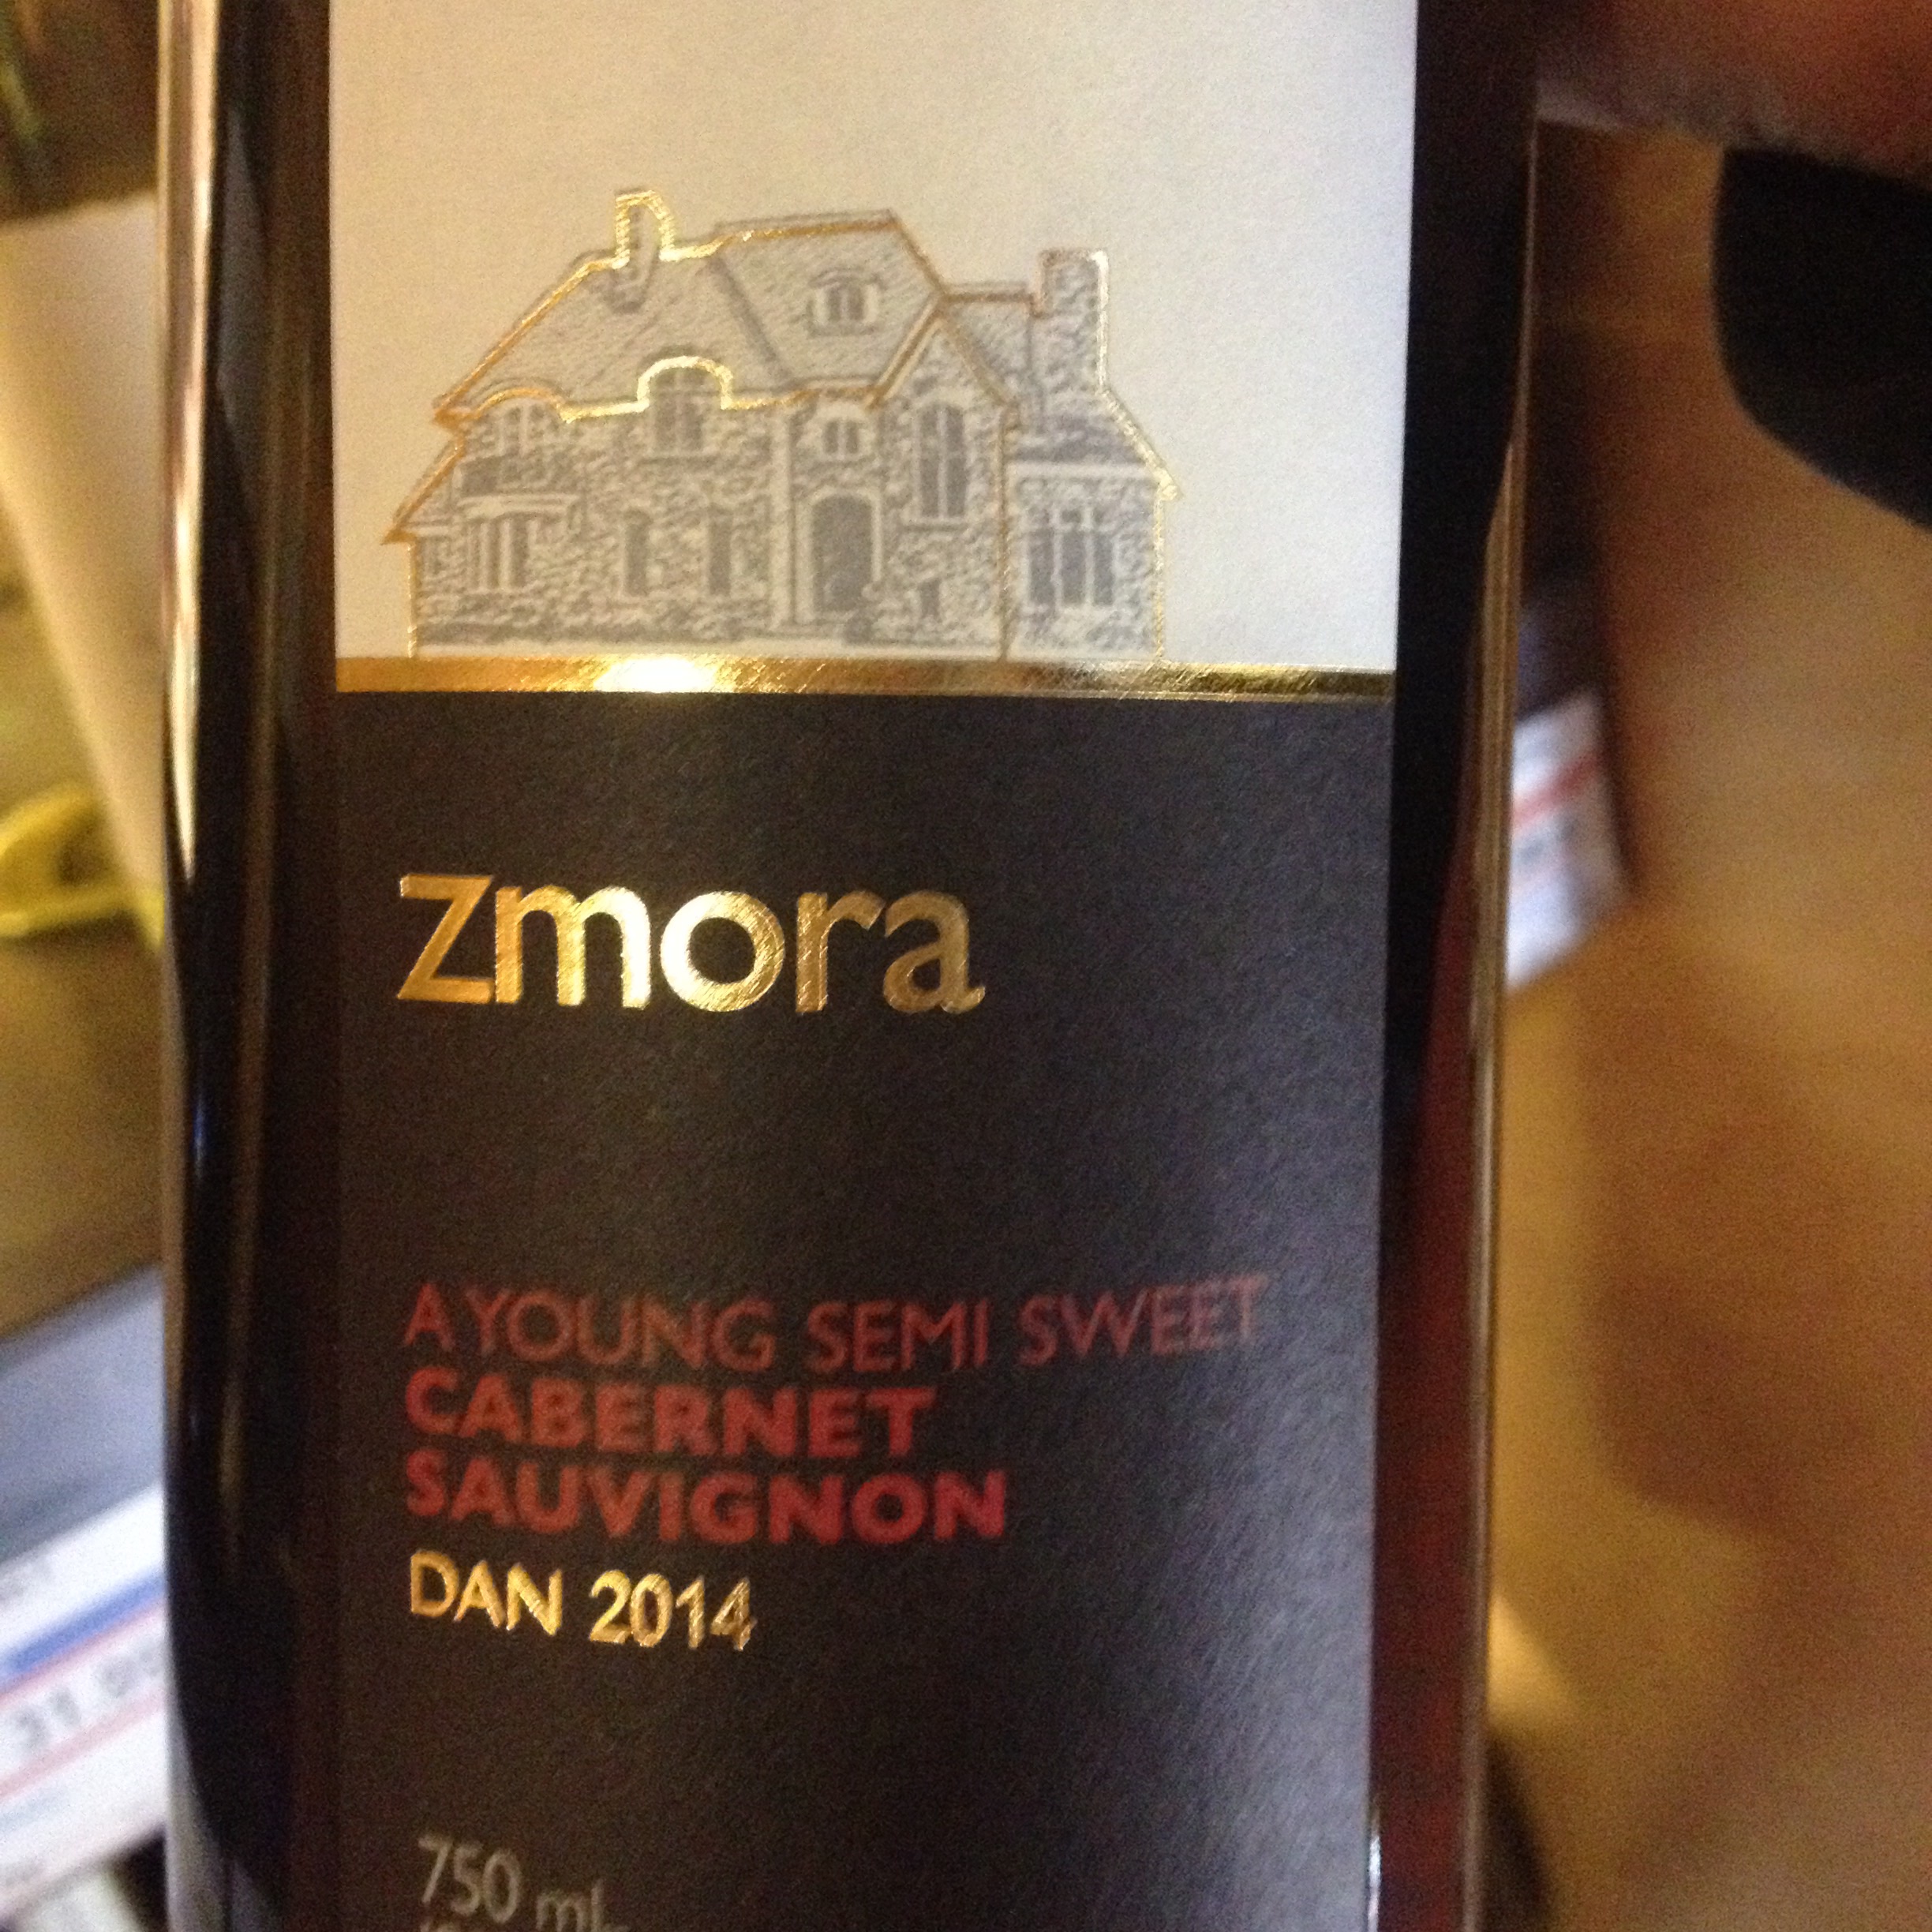 zmora
A YOUNG SEMI SWEET
CABERNET
SAUVIGNON
DAN 2014
750 ml